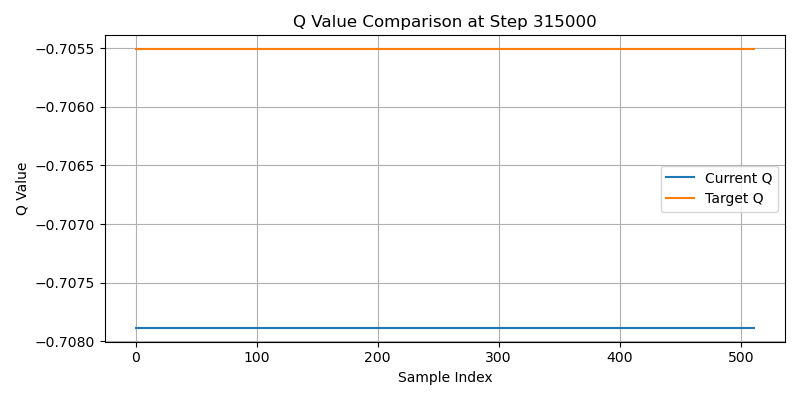 Q Value Comparison at Step 315000
−0.7055
−0.7060
−0.7065
−0.7070
−0.7075
−0.7080
Q Value
Current Q
Target Q
0 100 200 300 400 500
Sample Index